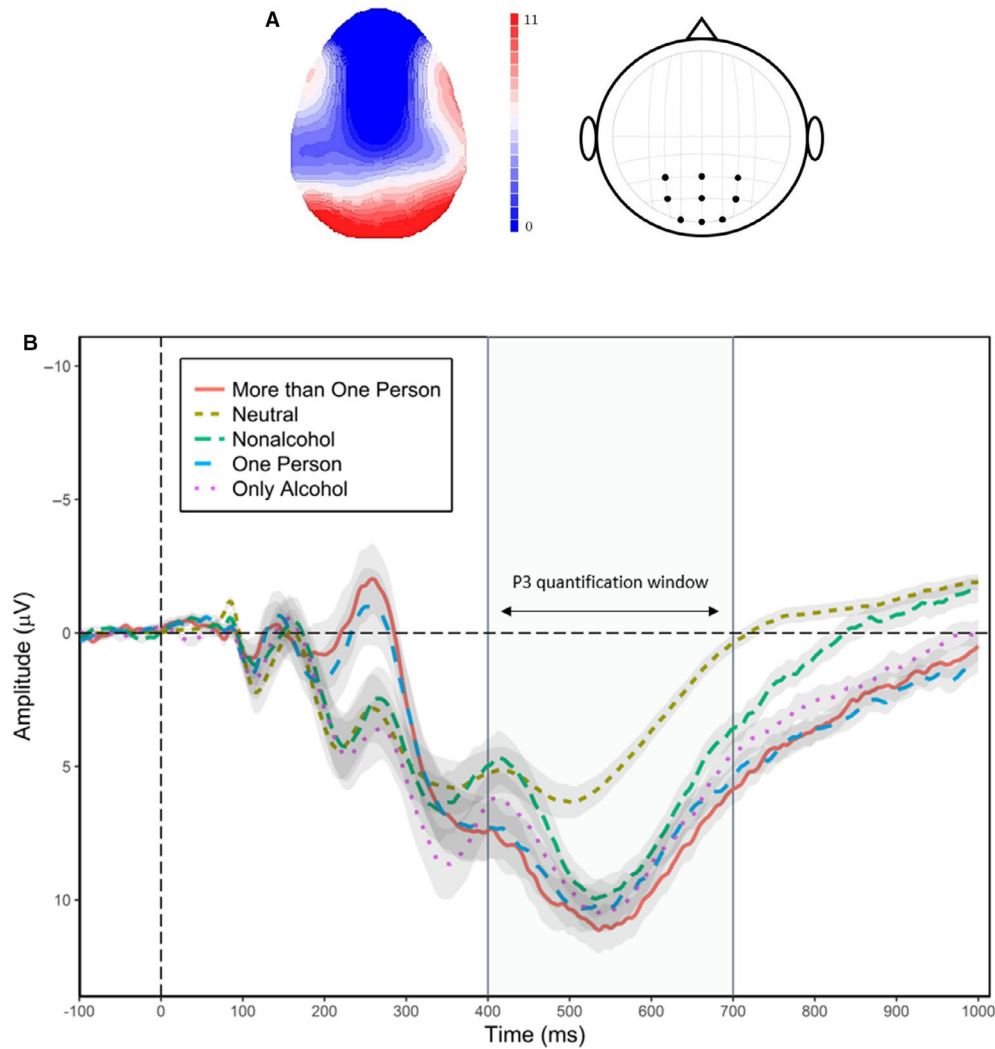 A
11
0
B
-10
-5
0
5
10
Amplitude (µV)
More than One Person
Neutral
Nonalcohol
One Person
Only Alcohol
P3 quantification window
-100 0 100 200 300 400 500 600 700 800 900 1000
Time (ms)